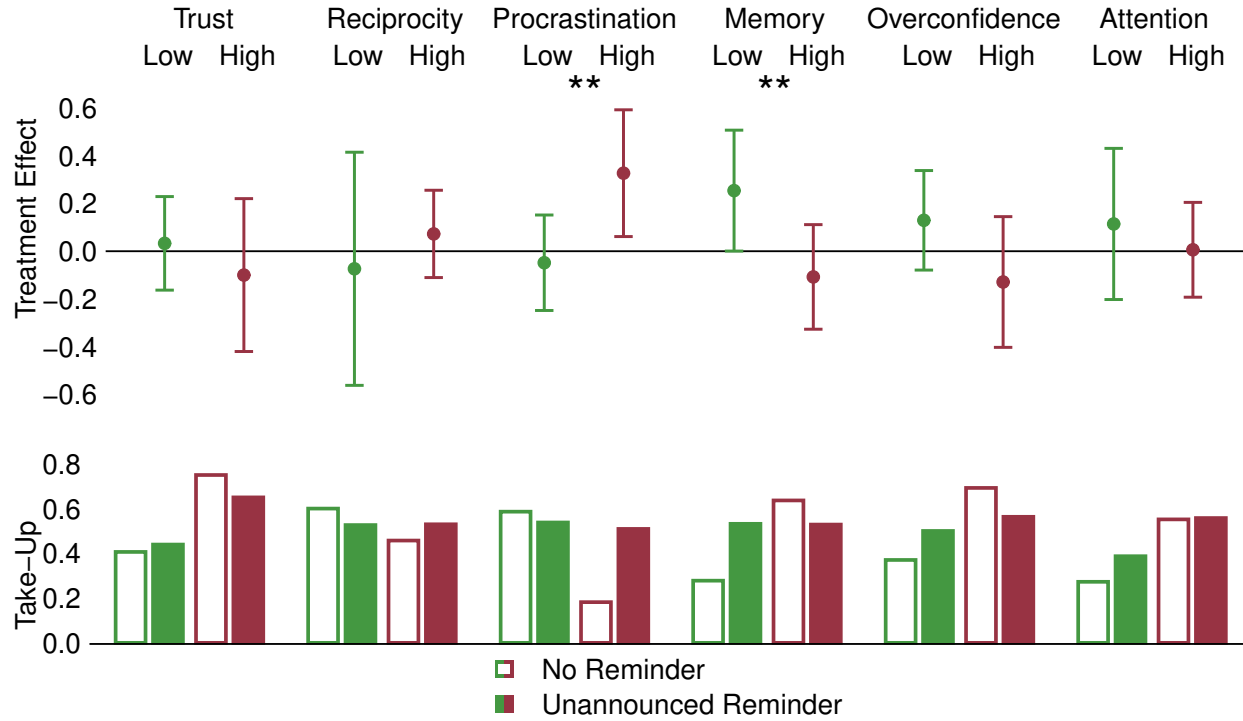 Trust Reciprocity Procrastination Memory Overconfidence Attention
Low High Low High Low High Low High Low High Low High
** **
Treatment Effect
0.6
0.4
0.2
0.0
−0.2
−0.4
−0.6
Take−Up
0.8
0.6
0.4
0.2
0.0
No Reminder
Unannounced Reminder